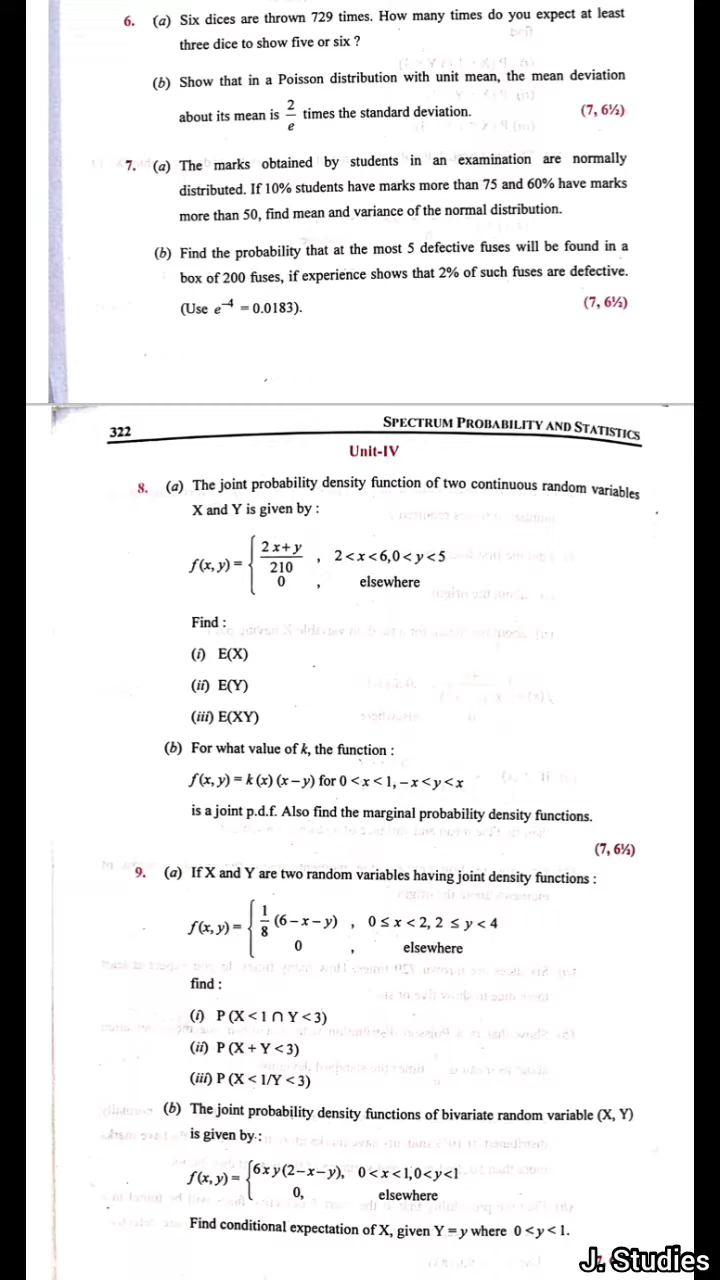 6. (a) Six dices are thrown 729 times. How many times do you expect at least
three dice to show five or six ?
(b) Show that in a Poisson distribution with unit mean, the mean deviation
about its mean is 2/e times the standard deviation. (7, 6½)
7. (a) The marks obtained by students in an examination are normally
distributed. If 10% students have marks more than 75 and 60% have marks
more than 50, find mean and variance of the normal distribution.
(b) Find the probability that at the most 5 defective fuses will be found in a
box of 200 fuses, if experience shows that 2% of such fuses are defective.
(Use e⁻⁴ = 0.0183). (7, 6½)
322 SPECTRUM PROBABILITY AND STATISTICS
Unit-IV
8. (a) The joint probability density function of two continuous random variables
X and Y is given by :
f(x, y) = { (2x+y)/210 , 2<x<6,0<y<5
0 , elsewhere
Find :
(i) E(X)
(ii) E(Y)
(iii) E(XY)
(b) For what value of k, the function :
f(x, y) = k (x) (x – y) for 0 < x < 1, – x < y < x
is a joint p.d.f. Also find the marginal probability density functions.
(7, 6½)
9. (a) If X and Y are two random variables having joint density functions :
f(x, y) = { 1/8 (6 – x – y) , 0 ≤ x < 2, 2 ≤ y < 4
0 , elsewhere
find :
(i) P (X < 1 ∩ Y < 3)
(ii) P (X + Y < 3)
(iii) P (X < 1/Y < 3)
(b) The joint probability density functions of bivariate random variable (X, Y)
is given by :
f(x, y) = { 6xy(2–x–y), 0<x<1,0<y<1
0, elsewhere
Find conditional expectation of X, given Y = y where 0 < y < 1.
J. Studies